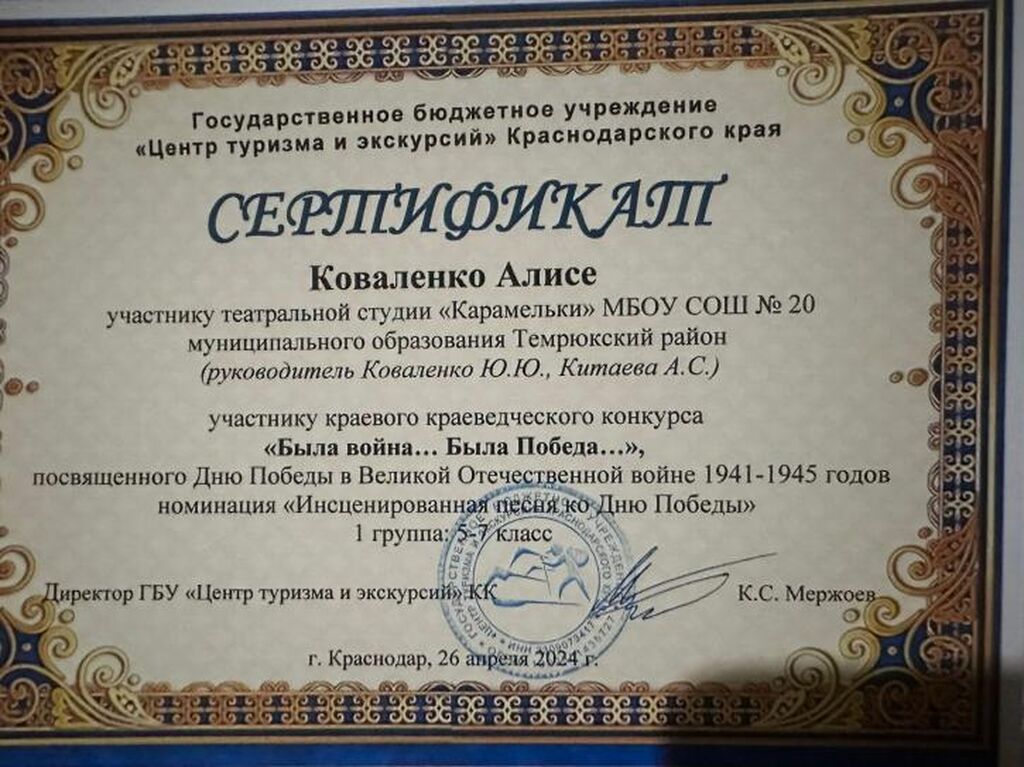 Государственное бюджетное учреждение
«Центр туризма и экскурсий» Краснодарского края
СЕРТИФИКАТ
Коваленко Алисе
участнику театральной студии «Карамельки» МБОУ СОШ № 20
муниципального образования Темрюкский район
(руководитель Коваленко Ю.Ю., Китаева А.С.)
участнику краевого краеведческого конкурса
«Была война… Была Победа…»,
посвященного Дню Победы в Великой Отечественной войне 1941-1945 годов
номинация «Инсценированная песня ко Дню Победы»
1 группа: 5-7 класс
Директор ГБУ «Центр туризма и экскурсий» КК
К.С. Мержоев
г. Краснодар, 26 апреля 2024 г.